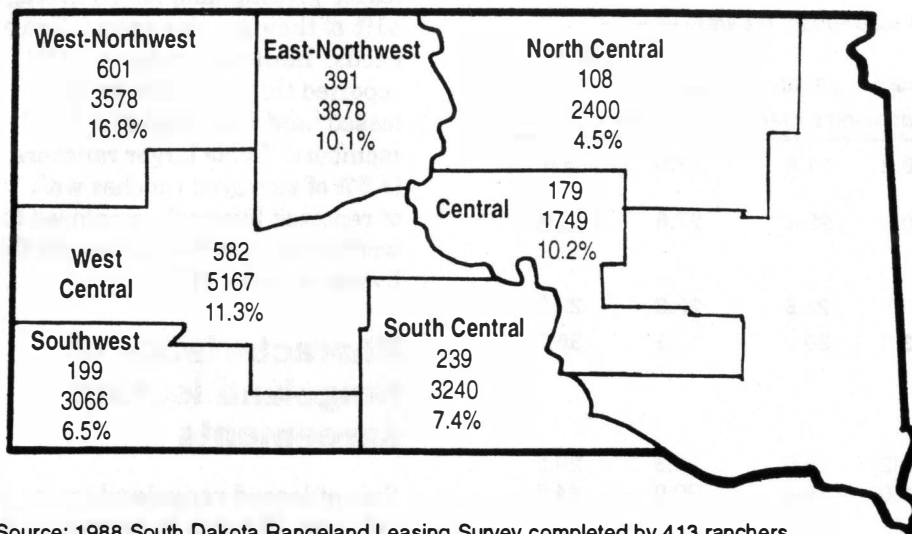 West-Northwest
601
3578
16.8%
East-Northwest
391
3878
10.1%
North Central
108
2400
4.5%
Central
179
1749
10.2%
West
Central
582
5167
11.3%
Southwest
199
3066
6.5%
South Central
239
3240
7.4%
Source: 1988 South Dakota Rangeland Leasing Survey completed by 413 ranchers